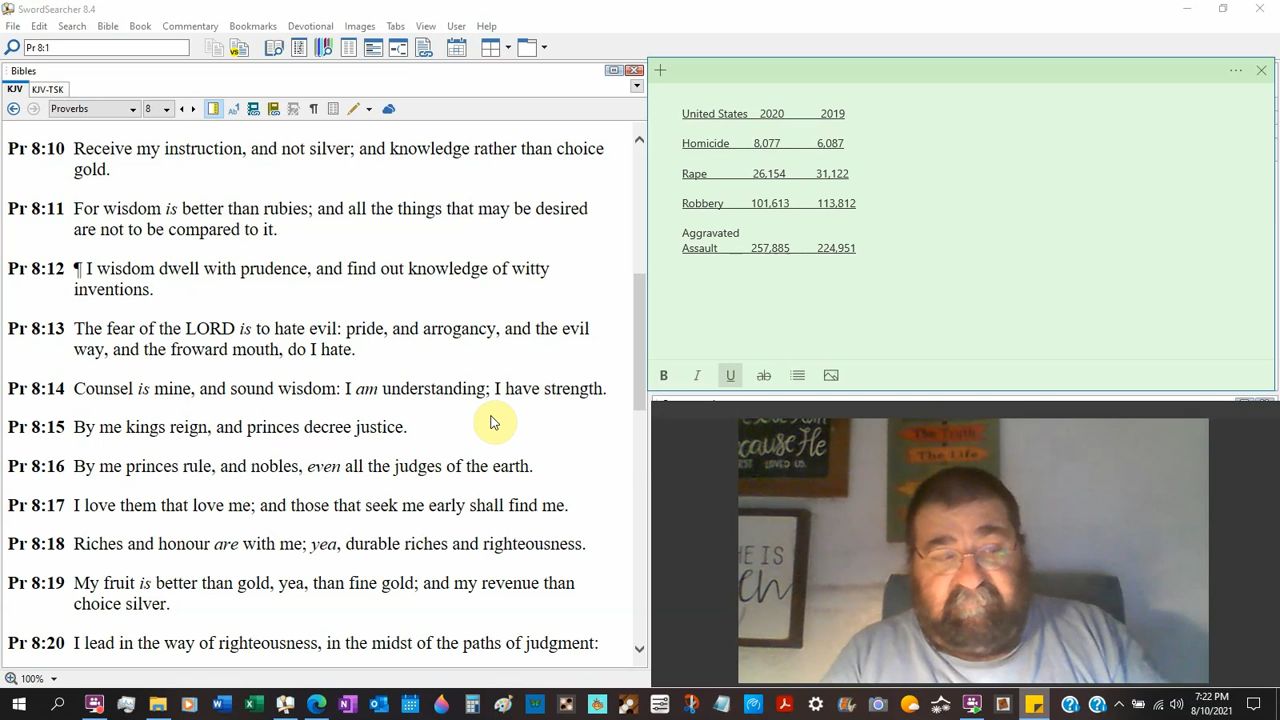 SwordSearcher 8.4
File Edit Search Bible Book Commentary Bookmarks Devotional Images Tabs View User Help
Pr 8:1
Bibles
KJV KJV-TSK
Proverbs 8
Pr 8:10 Receive my instruction, and not silver; and knowledge rather than choice
gold.
Pr 8:11 For wisdom is better than rubies; and all the things that may be desired
are not to be compared to it.
Pr 8:12 ¶ I wisdom dwell with prudence, and find out knowledge of witty
inventions.
Pr 8:13 The fear of the LORD is to hate evil: pride, and arrogancy, and the evil
way, and the froward mouth, do I hate.
Pr 8:14 Counsel is mine, and sound wisdom: I am understanding; I have strength.
Pr 8:15 By me kings reign, and princes decree justice.
Pr 8:16 By me princes rule, and nobles, even all the judges of the earth.
Pr 8:17 I love them that love me; and those that seek me early shall find me.
Pr 8:18 Riches and honour are with me; yea, durable riches and righteousness.
Pr 8:19 My fruit is better than gold, yea, than fine gold; and my revenue than
choice silver.
Pr 8:20 I lead in the way of righteousness, in the midst of the paths of judgment:
100%
United States 2020 2019
Homicide 8,077 6,087
Rape 26,154 31,122
Robbery 101,613 113,812
Aggravated
Assault 257,885 224,951
B I U ab
cause He
ST LOVED US.
The Truth
The Life
HE IS
7:22 PM
8/10/2021